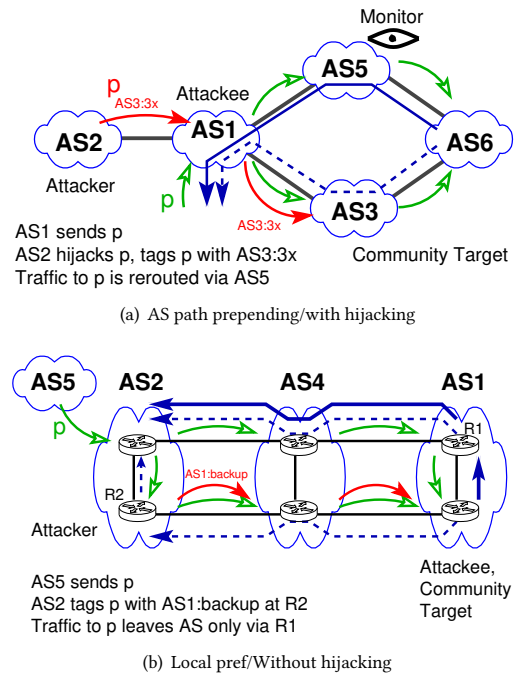 Monitor
AS5
p
AS3:3x
Attackee
AS2
AS1
AS6
Attacker
p
AS3:3x
AS3
AS1 sends p
AS2 hijacks p, tags p with AS3:3x
Traffic to p is rerouted via AS5
Community Target
(a) AS path prepending/with hijacking
AS5
AS2
AS4
AS1
p
R1
AS1:backup
R2
Attacker
Attackee,
Community
Target
AS5 sends p
AS2 tags p with AS1:backup at R2
Traffic to p leaves AS only via R1
(b) Local pref/Without hijacking